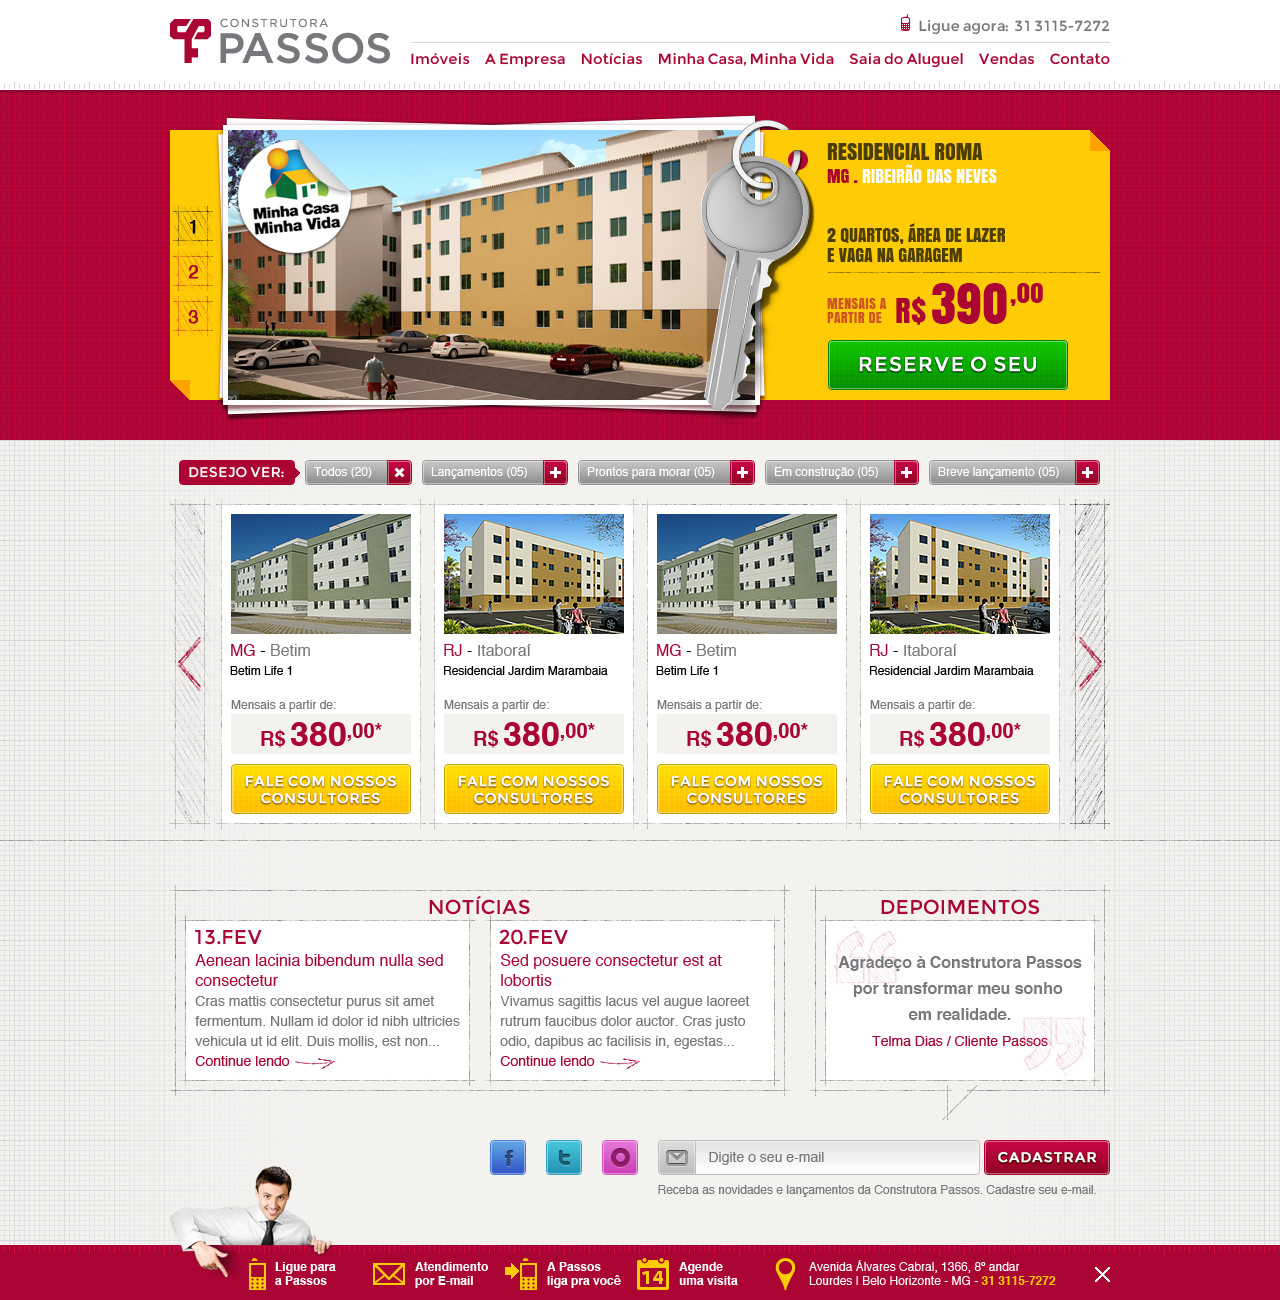 CONSTRUTORA
PASSOS
Ligue agora: 31 3115-7272
Imóveis A Empresa Notícias Minha Casa, Minha Vida Saia do Aluguel Vendas Contato
1
2
3
Minha Casa
Minha Vida
RESIDENCIAL ROMA
MG . RIBEIRÃO DAS NEVES
2 QUARTOS, ÁREA DE LAZER
E VAGA NA GARAGEM
MENSAIS A
PARTIR DE
R$ 390,00
RESERVE O SEU
DESEJO VER: Todos (20) Lançamentos (05) Prontos para morar (05) Em construção (05) Breve lançamento (05)
MG - Betim
Betim Life 1
Mensais a partir de:
R$ 380,00*
FALE COM NOSSOS
CONSULTORES
RJ - Itaboraí
Residencial Jardim Marambaia
Mensais a partir de:
R$ 380,00*
FALE COM NOSSOS
CONSULTORES
MG - Betim
Betim Life 1
Mensais a partir de:
R$ 380,00*
FALE COM NOSSOS
CONSULTORES
RJ - Itaboraí
Residencial Jardim Marambaia
Mensais a partir de:
R$ 380,00*
FALE COM NOSSOS
CONSULTORES
NOTÍCIAS
13.FEV
Aenean lacinia bibendum nulla sed
consectetur
Cras mattis consectetur purus sit amet
fermentum. Nullam id dolor id nibh ultricies
vehicula ut id elit. Duis mollis, est non...
Continue lendo
20.FEV
Sed posuere consectetur est at
lobortis
Vivamus sagittis lacus vel augue laoreet
rutrum faucibus dolor auctor. Cras justo
odio, dapibus ac facilisis in, egestas...
Continue lendo
DEPOIMENTOS
Agradeço à Construtora Passos
por transformar meu sonho
em realidade.
Telma Dias / Cliente Passos
Digite o seu e-mail
CADASTRAR
Receba as novidades e lançamentos da Construtora Passos. Cadastre seu e-mail.
Ligue para
a Passos
Atendimento
por E-mail
A Passos
liga pra você
14
Agende
uma visita
Avenida Álvares Cabral, 1366, 8º andar
Lourdes I Belo Horizonte - MG - 31 3115-7272